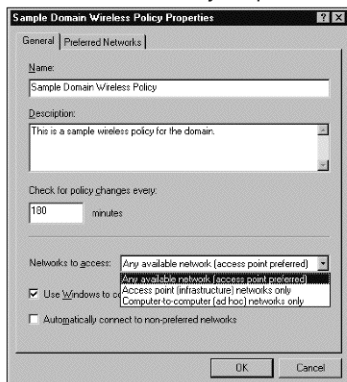 Sample Domain Wireless Policy Properties
General Preferred Networks
Name:
Sample Domain Wireless Policy
Description:
This is a sample wireless policy for the domain.
Check for policy changes every:
180 minutes
Networks to access: Any available network (access point preferred)
Any available network (access point preferred)
Access point (infrastructure) networks only
Computer-to-computer (ad hoc) networks only
Use Windows to
Automatically connect to non-preferred networks
OK Cancel